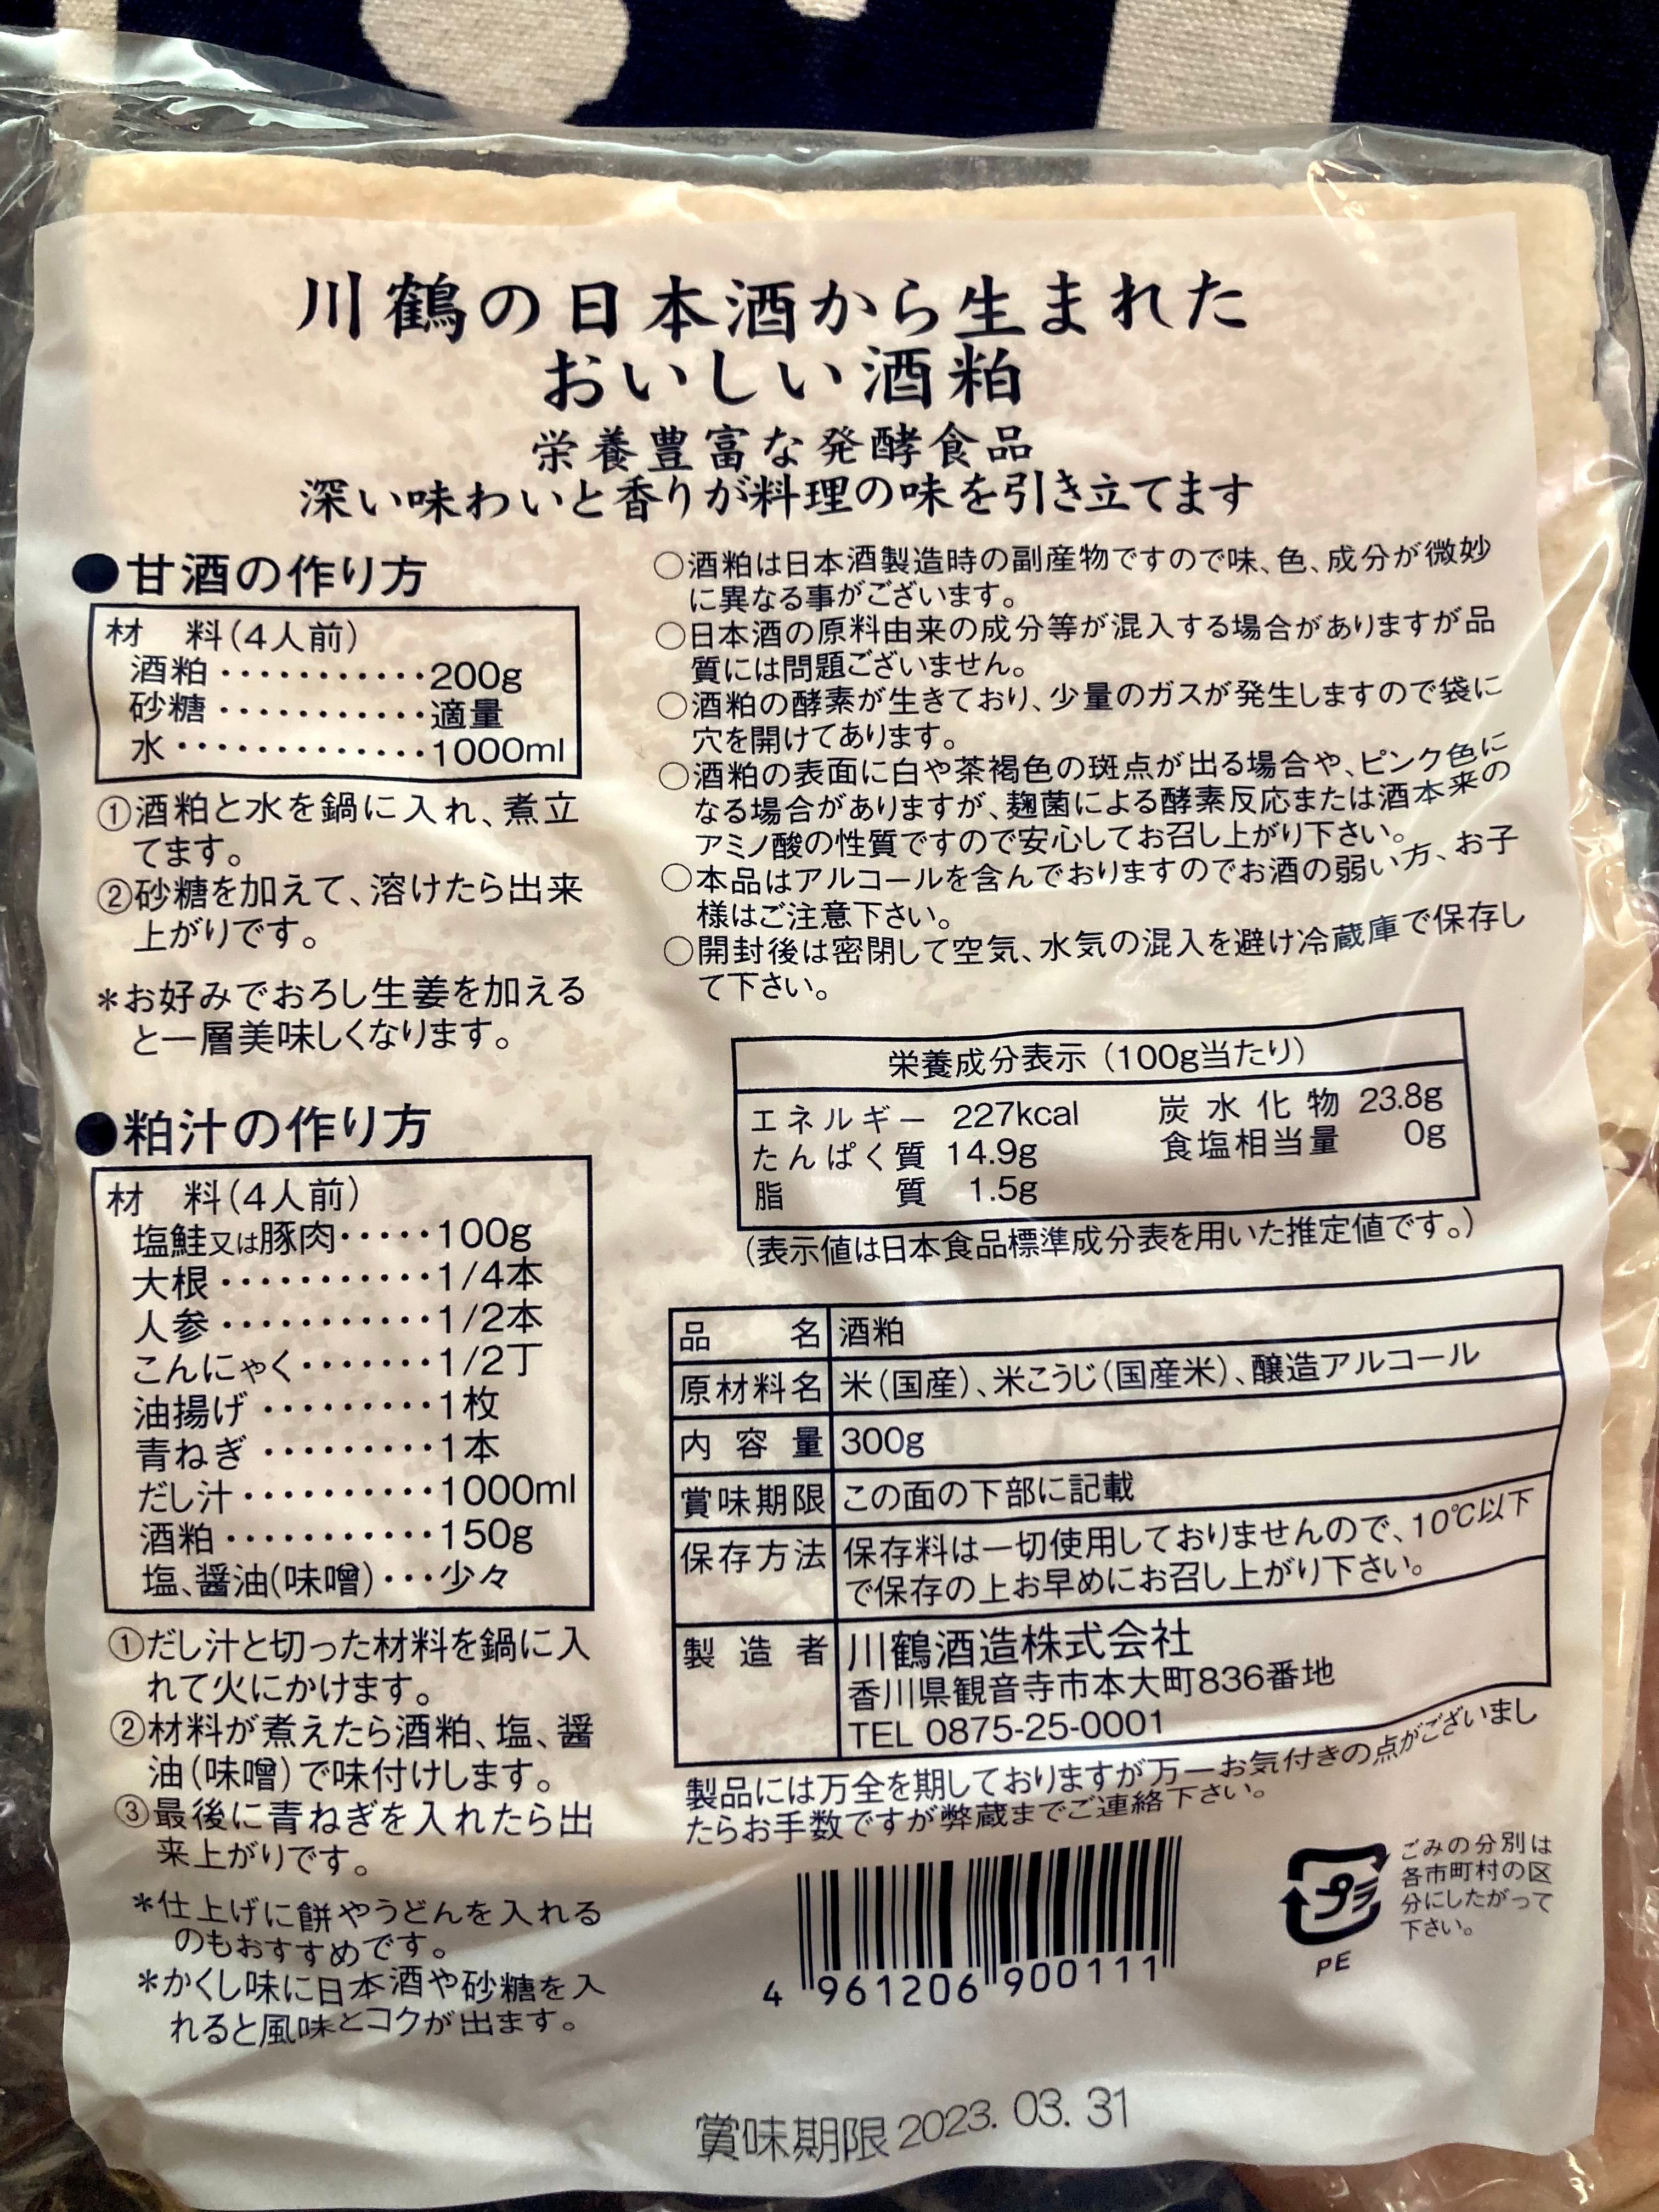 川鶴の日本酒から生まれた
おいしい酒粕
栄養豊富な発酵食品
深い味わいと香りが料理の味を引き立てます
●甘酒の作り方
材　料(4人前)
酒粕・・・・・・・・・・・200g
砂糖・・・・・・・・・・・適量
水・・・・・・・・・・・・・1000ml
①酒粕と水を鍋に入れ、煮立
てます。
②砂糖を加えて、溶けたら出来
上がりです。
＊お好みでおろし生姜を加える
と一層美味しくなります。
●粕汁の作り方
材　料(4人前)
塩鮭又は豚肉・・・・・100g
大根・・・・・・・・・・・1/4本
人参・・・・・・・・・・・1/2本
こんにゃく・・・・・・・1/2丁
油揚げ・・・・・・・・・1枚
青ねぎ・・・・・・・・・1本
だし汁・・・・・・・・・・1000ml
酒粕・・・・・・・・・・・150g
塩、醤油(味噌)・・・少々
①だし汁と切った材料を鍋に入
れて火にかけます。
②材料が煮えたら酒粕、塩、醤
油(味噌)で味付けします。
③最後に青ねぎを入れたら出
来上がりです。
＊仕上げに餅やうどんを入れる
のもおすすめです。
＊かくし味に日本酒や砂糖を入
れると風味とコクが出ます。
○酒粕は日本酒製造時の副産物ですので味、色、成分が微妙
に異なる事がございます。
○日本酒の原料由来の成分等が混入する場合がありますが品
質には問題ございません。
○酒粕の酵素が生きており、少量のガスが発生しますので袋に
穴を開けてあります。
○酒粕の表面に白や茶褐色の斑点が出る場合や、ピンク色に
なる場合がありますが、麹菌による酵素反応または酒本来の
アミノ酸の性質ですので安心してお召し上がり下さい。
○本品はアルコールを含んでおりますのでお酒の弱い方、お子
様はご注意下さい。
○開封後は密閉して空気、水気の混入を避け冷蔵庫で保存し
て下さい。
栄養成分表示（100g当たり）
エネルギー 227kcal　炭水化物 23.8g
たんぱく質 14.9g　食塩相当量 0g
脂質 1.5g
(表示値は日本食品標準成分表を用いた推定値です。)
品名 酒粕
原材料名 米(国産)、米こうじ(国産米)、醸造アルコール
内容量 300g
賞味期限 この面の下部に記載
保存方法 保存料は一切使用しておりませんので、10℃以下
で保存の上お早めにお召し上がり下さい。
製造者 川鶴酒造株式会社
香川県観音寺市本大町836番地
TEL 0875-25-0001
製品には万全を期しておりますが万一お気付きの点がございまし
たらお手数ですが弊蔵までご連絡下さい。
4 961206 900111
プラ
PE
ごみの分別は
各市町村の区
分にしたがって
下さい。
賞味期限 2023. 03. 31